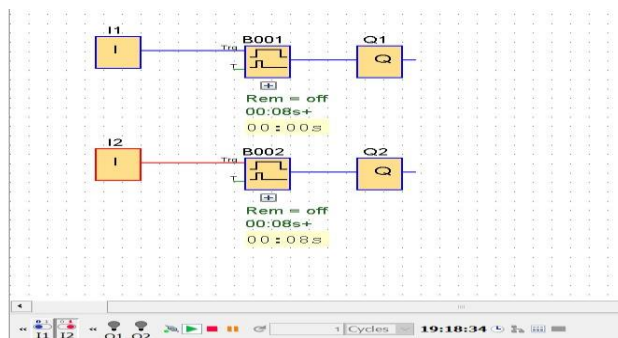 I1
I
Trg
T
B001
Q1
Q
Rem = off
00:08s+
00:00s
I2
I
Trg
T
B002
Q2
Q
Rem = off
00:08s+
00:08s
I1 I2 Q1 Q2 1 Cycles 19:18:34